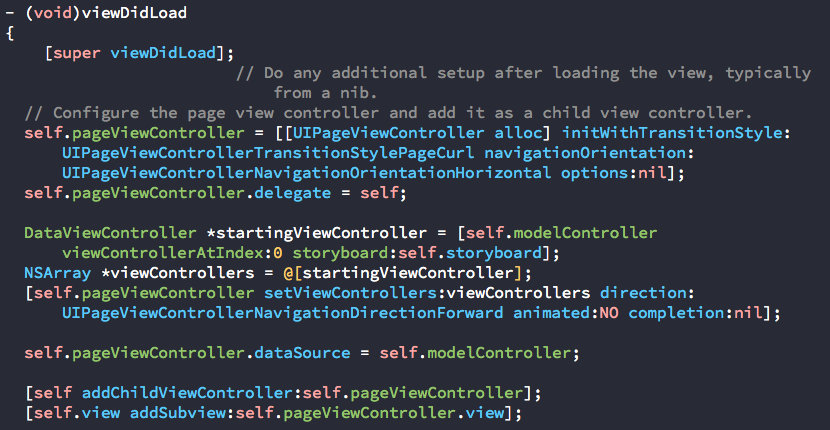 - (void)viewDidLoad
{
    [super viewDidLoad];
                        // Do any additional setup after loading the view, typically
                            from a nib.
  // Configure the page view controller and add it as a child view controller.
  self.pageViewController = [[UIPageViewController alloc] initWithTransitionStyle:
      UIPageViewControllerTransitionStylePageCurl navigationOrientation:
      UIPageViewControllerNavigationOrientationHorizontal options:nil];
  self.pageViewController.delegate = self;

  DataViewController *startingViewController = [self.modelController
      viewControllerAtIndex:0 storyboard:self.storyboard];
  NSArray *viewControllers = @[startingViewController];
  [self.pageViewController setViewControllers:viewControllers direction:
      UIPageViewControllerNavigationDirectionForward animated:NO completion:nil];

  self.pageViewController.dataSource = self.modelController;

  [self addChildViewController:self.pageViewController];
  [self.view addSubview:self.pageViewController.view];